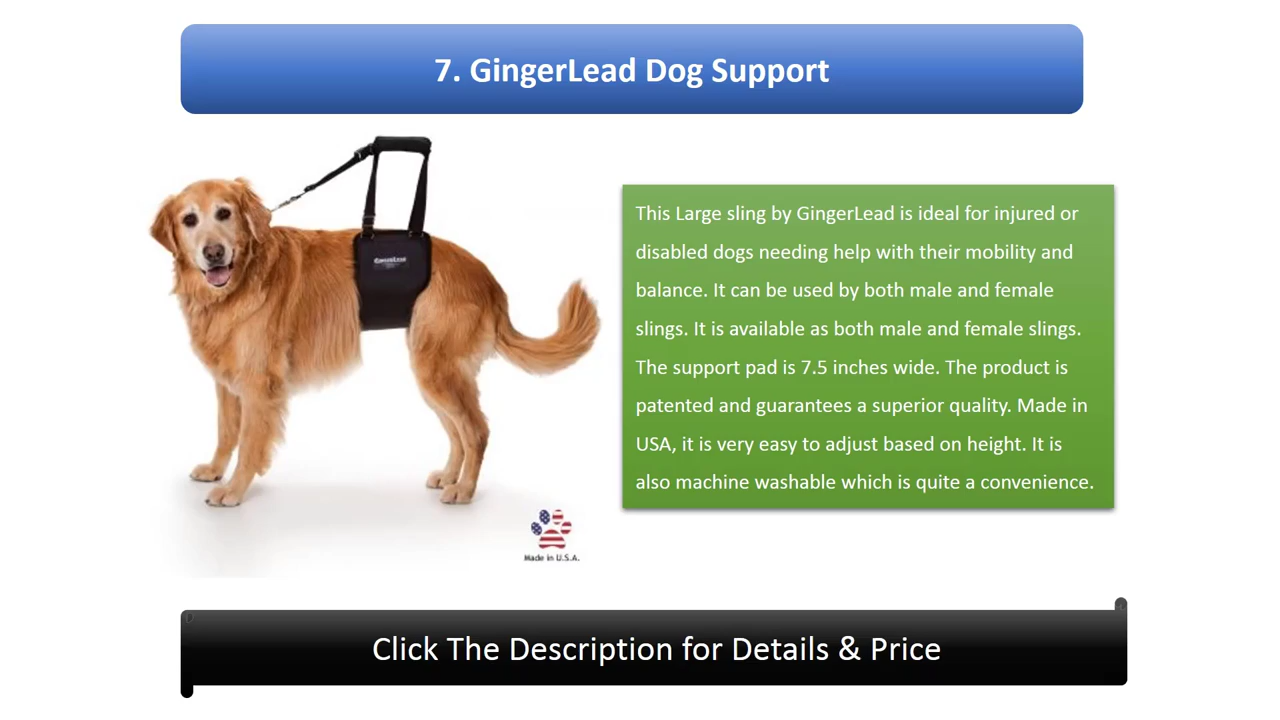 7. GingerLead Dog Support
GingerLead
This Large sling by GingerLead is ideal for injured or
disabled dogs needing help with their mobility and
balance. It can be used by both male and female
slings. It is available as both male and female slings.
The support pad is 7.5 inches wide. The product is
patented and guarantees a superior quality. Made in
USA, it is very easy to adjust based on height. It is
also machine washable which is quite a convenience.
Made in U.S.A.
Click The Description for Details & Price